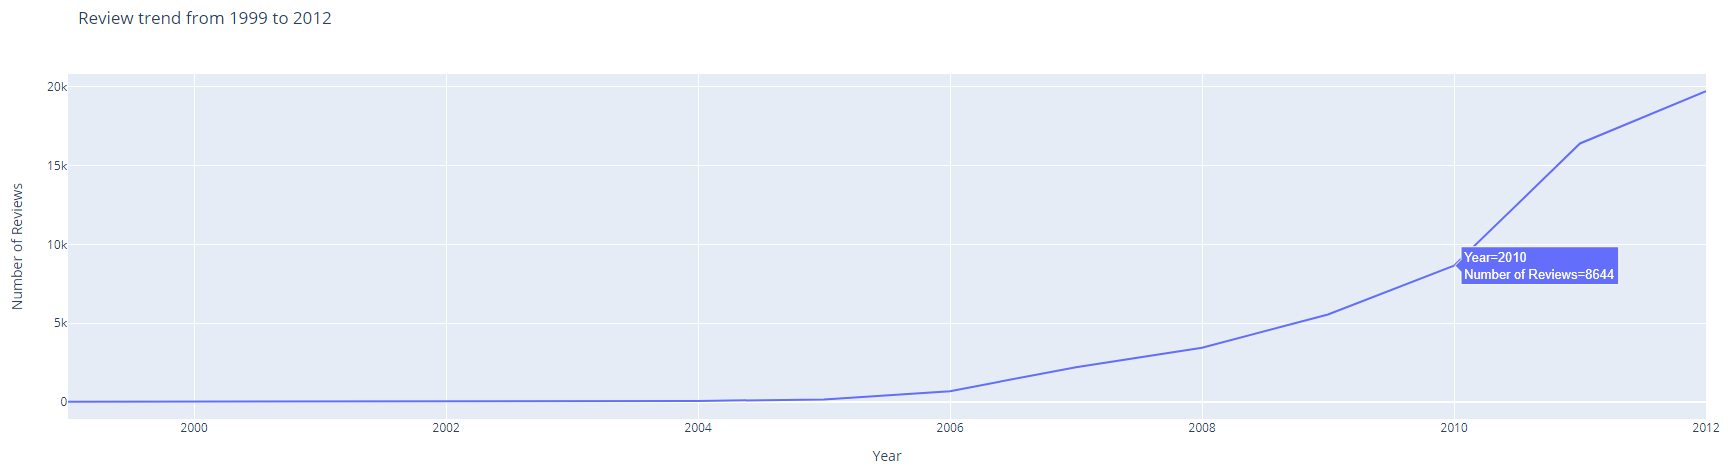 Review trend from 1999 to 2012
20k
15k
10k
5k
0
Number of Reviews
Year=2010
Number of Reviews=8644
2000 2002 2004 2006 2008 2010 2012
Year